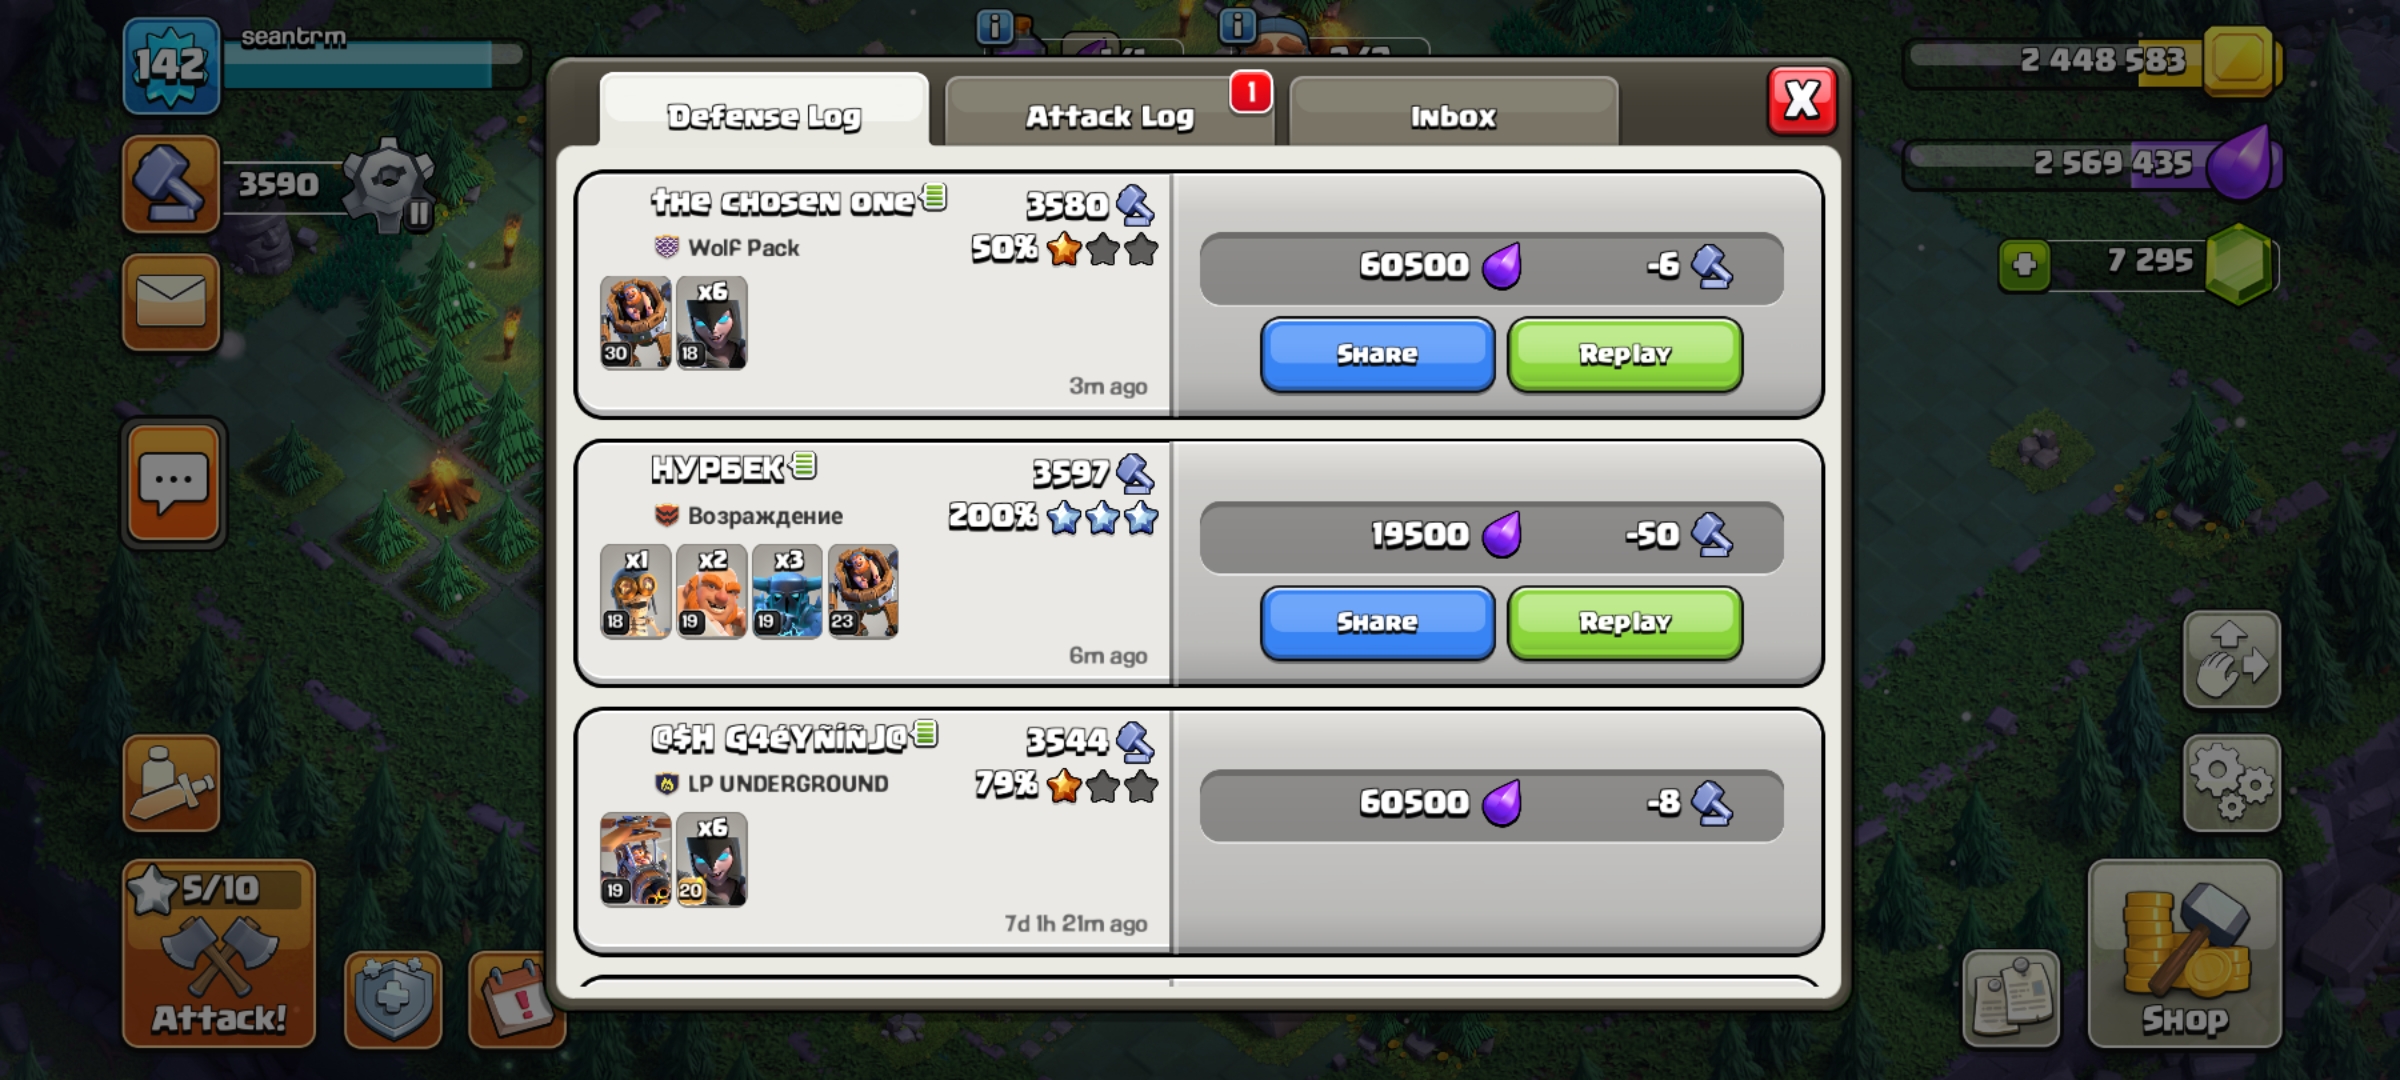 142
seantrm
3590
Defense Log
Attack Log
1
Inbox
X
2 448 583
2 569 435
7 295
†HE CHOSEN ONE
3580
Wolf Pack
50%
x6
30
18
3m ago
60500
-6
Share
Replay
НУРБЕК
3597
Возраждение
200%
x1
x2
x3
18
19
19
23
6m ago
19500
-50
Share
Replay
@$H G4éYÑíÑJ@
3544
LP UNDERGROUND
79%
x6
19
20
7d 1h 21m ago
60500
-8
5/10
Attack!
Shop